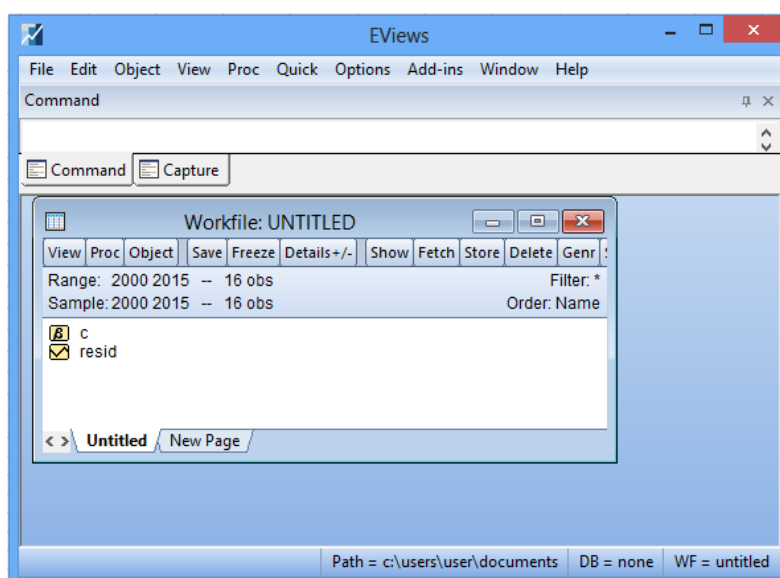 EViews
File Edit Object View Proc Quick Options Add-ins Window Help
Command
Command Capture
Workfile: UNTITLED
View Proc Object Save Freeze Details+/- Show Fetch Store Delete Genr
Range: 2000 2015 -- 16 obs Filter: *
Sample: 2000 2015 -- 16 obs Order: Name
β c
resid
< > Untitled New Page
Path = c:\users\user\documents DB = none WF = untitled